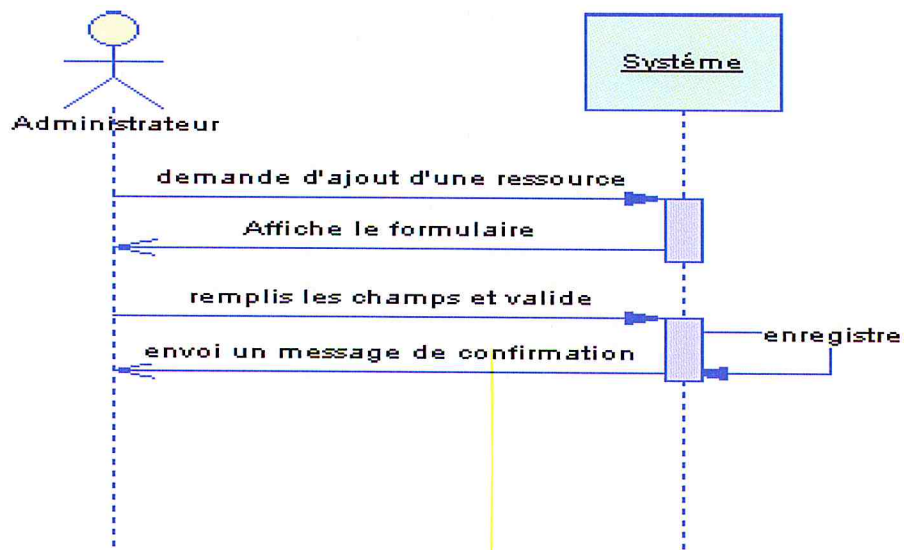 Systéme
Administrateur
demande d'ajout d'une ressource
Affiche le formulaire
remplis les champs et valide
enregistre
envoi un message de confirmation